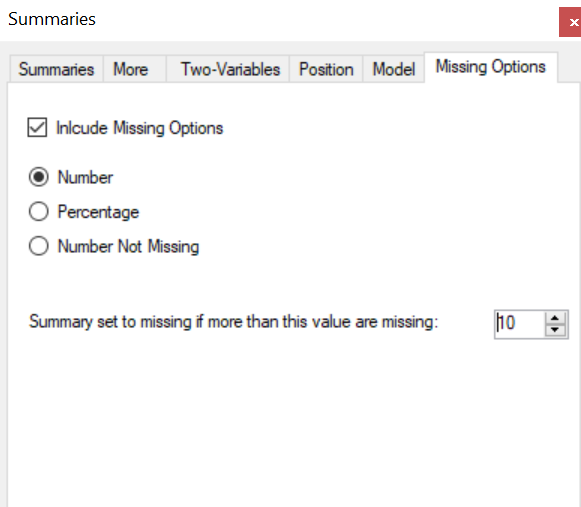 Summaries
Summaries More Two-Variables Position Model Missing Options
Inlcude Missing Options
Number
Percentage
Number Not Missing
Summary set to missing if more than this value are missing: 10